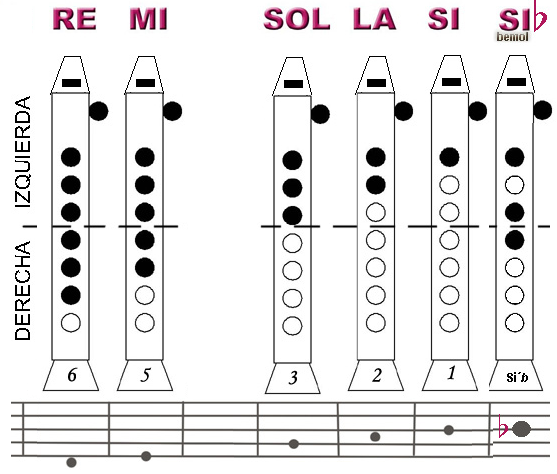 RE MI SOL LA SI SI♭
bemol
IZQUIERDA
DERECHA
6 5 3 2 1 Si´b
♭